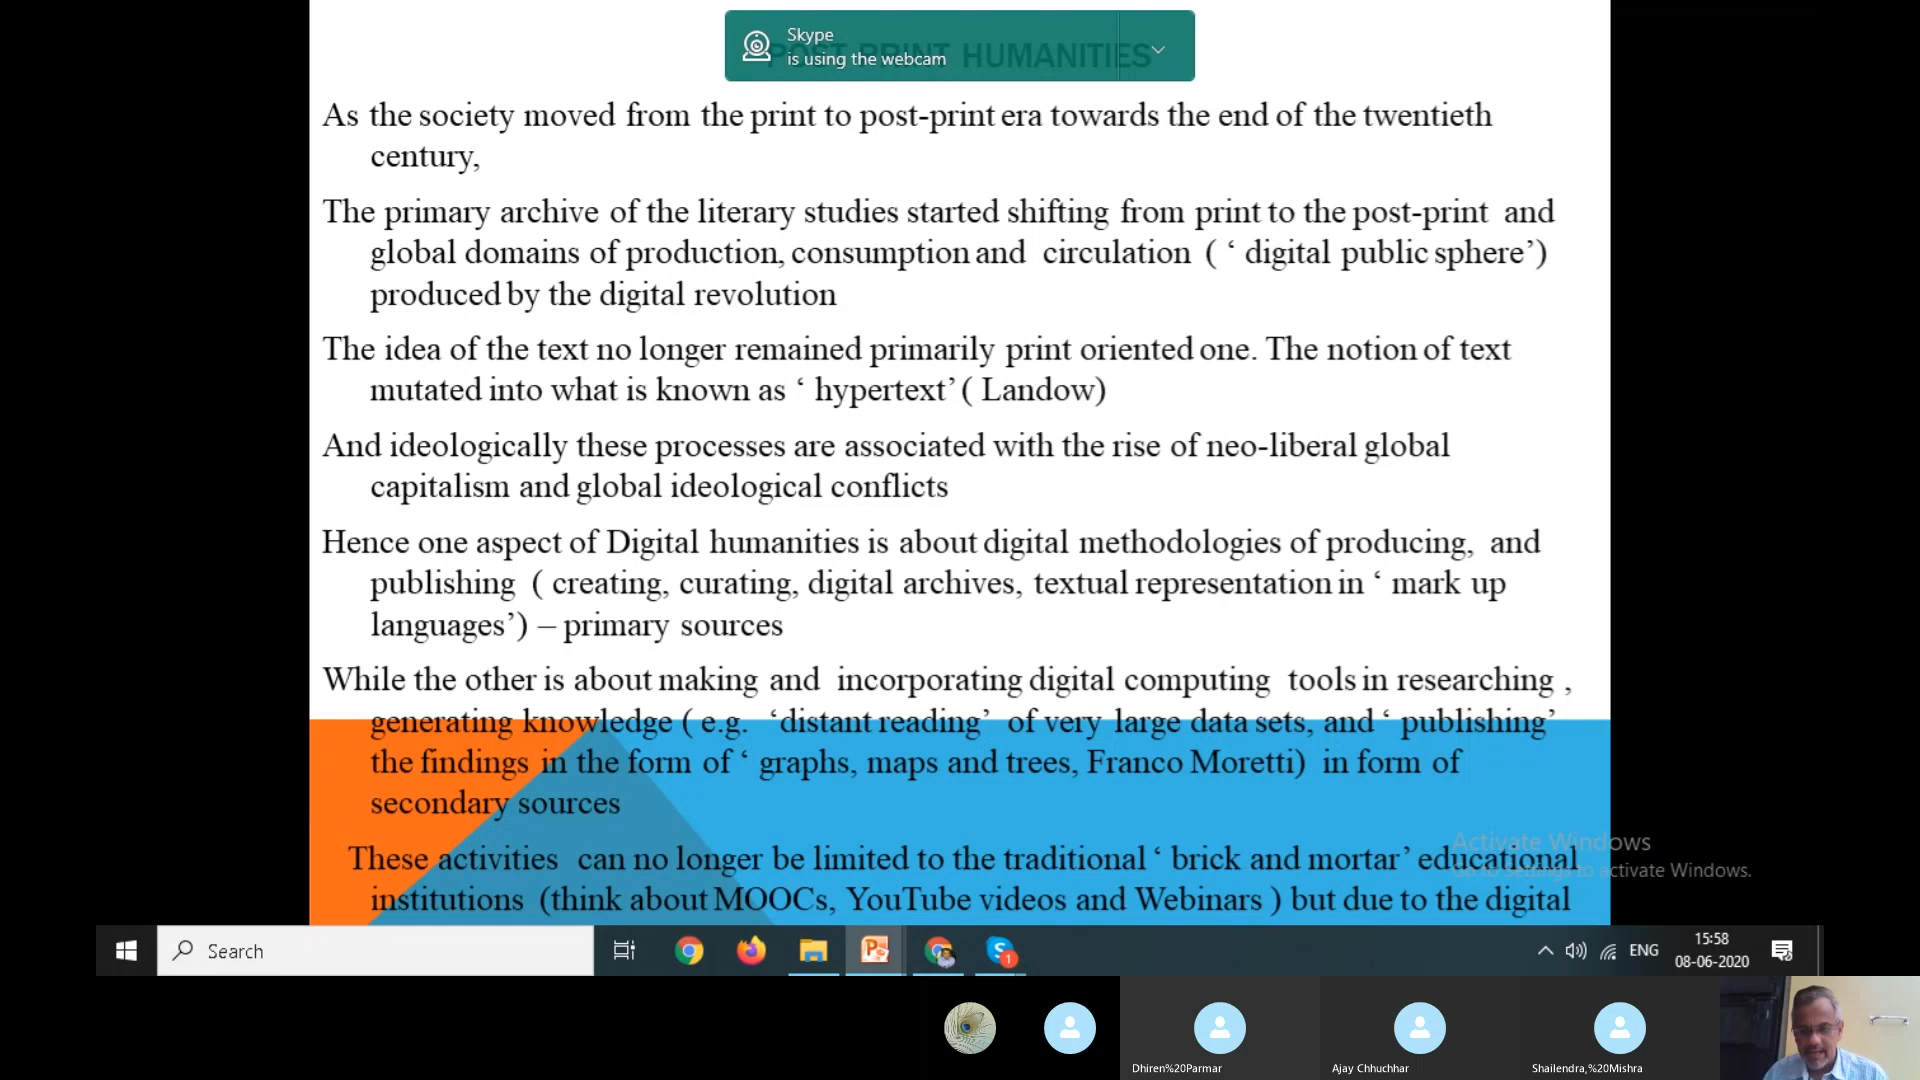 Skype
is using the webcam
POST PRINT HUMANITIES
As the society moved from the print to post-print era towards the end of the twentieth
century,
The primary archive of the literary studies started shifting from print to the post-print and
global domains of production, consumption and circulation ( ‘ digital public sphere’)
produced by the digital revolution
The idea of the text no longer remained primarily print oriented one. The notion of text
mutated into what is known as ‘ hypertext’ ( Landow)
And ideologically these processes are associated with the rise of neo-liberal global
capitalism and global ideological conflicts
Hence one aspect of Digital humanities is about digital methodologies of producing, and
publishing ( creating, curating, digital archives, textual representation in ‘ mark up
languages’) – primary sources
While the other is about making and incorporating digital computing tools in researching ,
generating knowledge ( e.g. ‘distant reading’ of very large data sets, and ‘ publishing’
the findings in the form of ‘ graphs, maps and trees, Franco Moretti) in form of
secondary sources
These activities can no longer be limited to the traditional ‘ brick and mortar’ educational
institutions (think about MOOCs, YouTube videos and Webinars ) but due to the digital
Activate Windows
Go to Settings to activate Windows.
Search
1
ENG
15:58
08-06-2020
Dhiren%20Parmar
Ajay Chhuchhar
Shailendra,%20Mishra